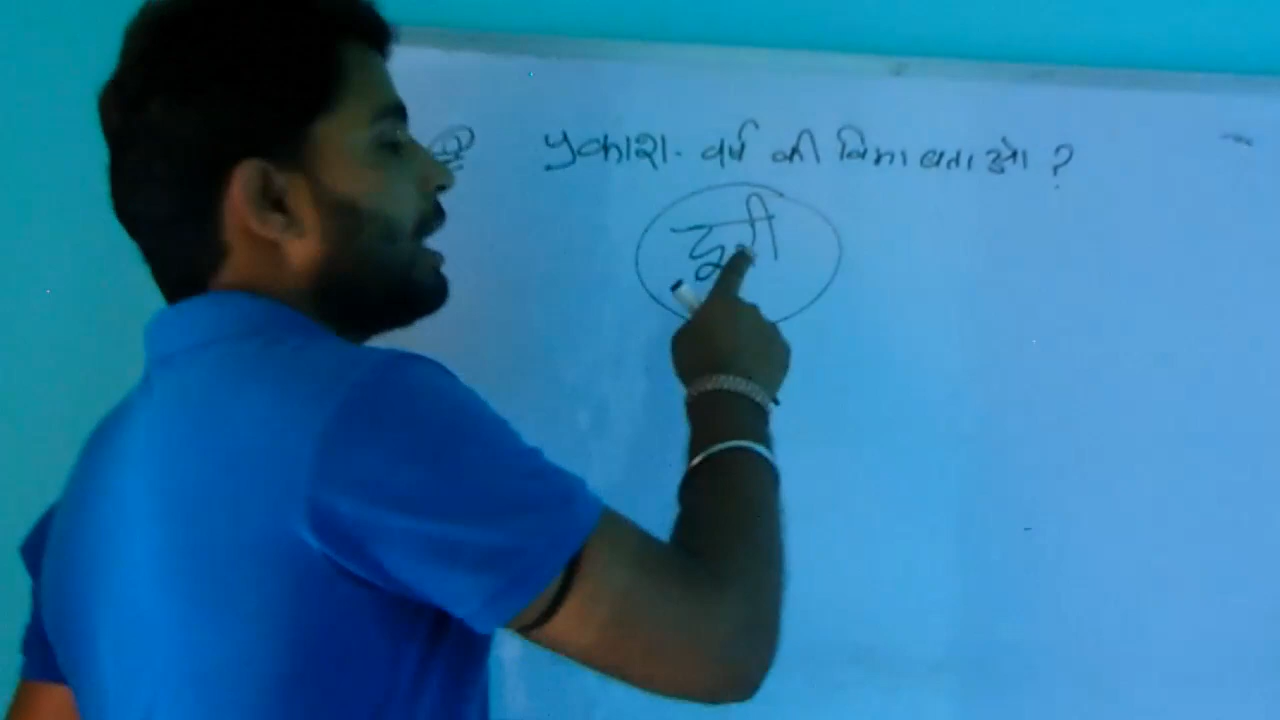 प्रकाश-वर्ष की विमा बताओ ?
दूरी